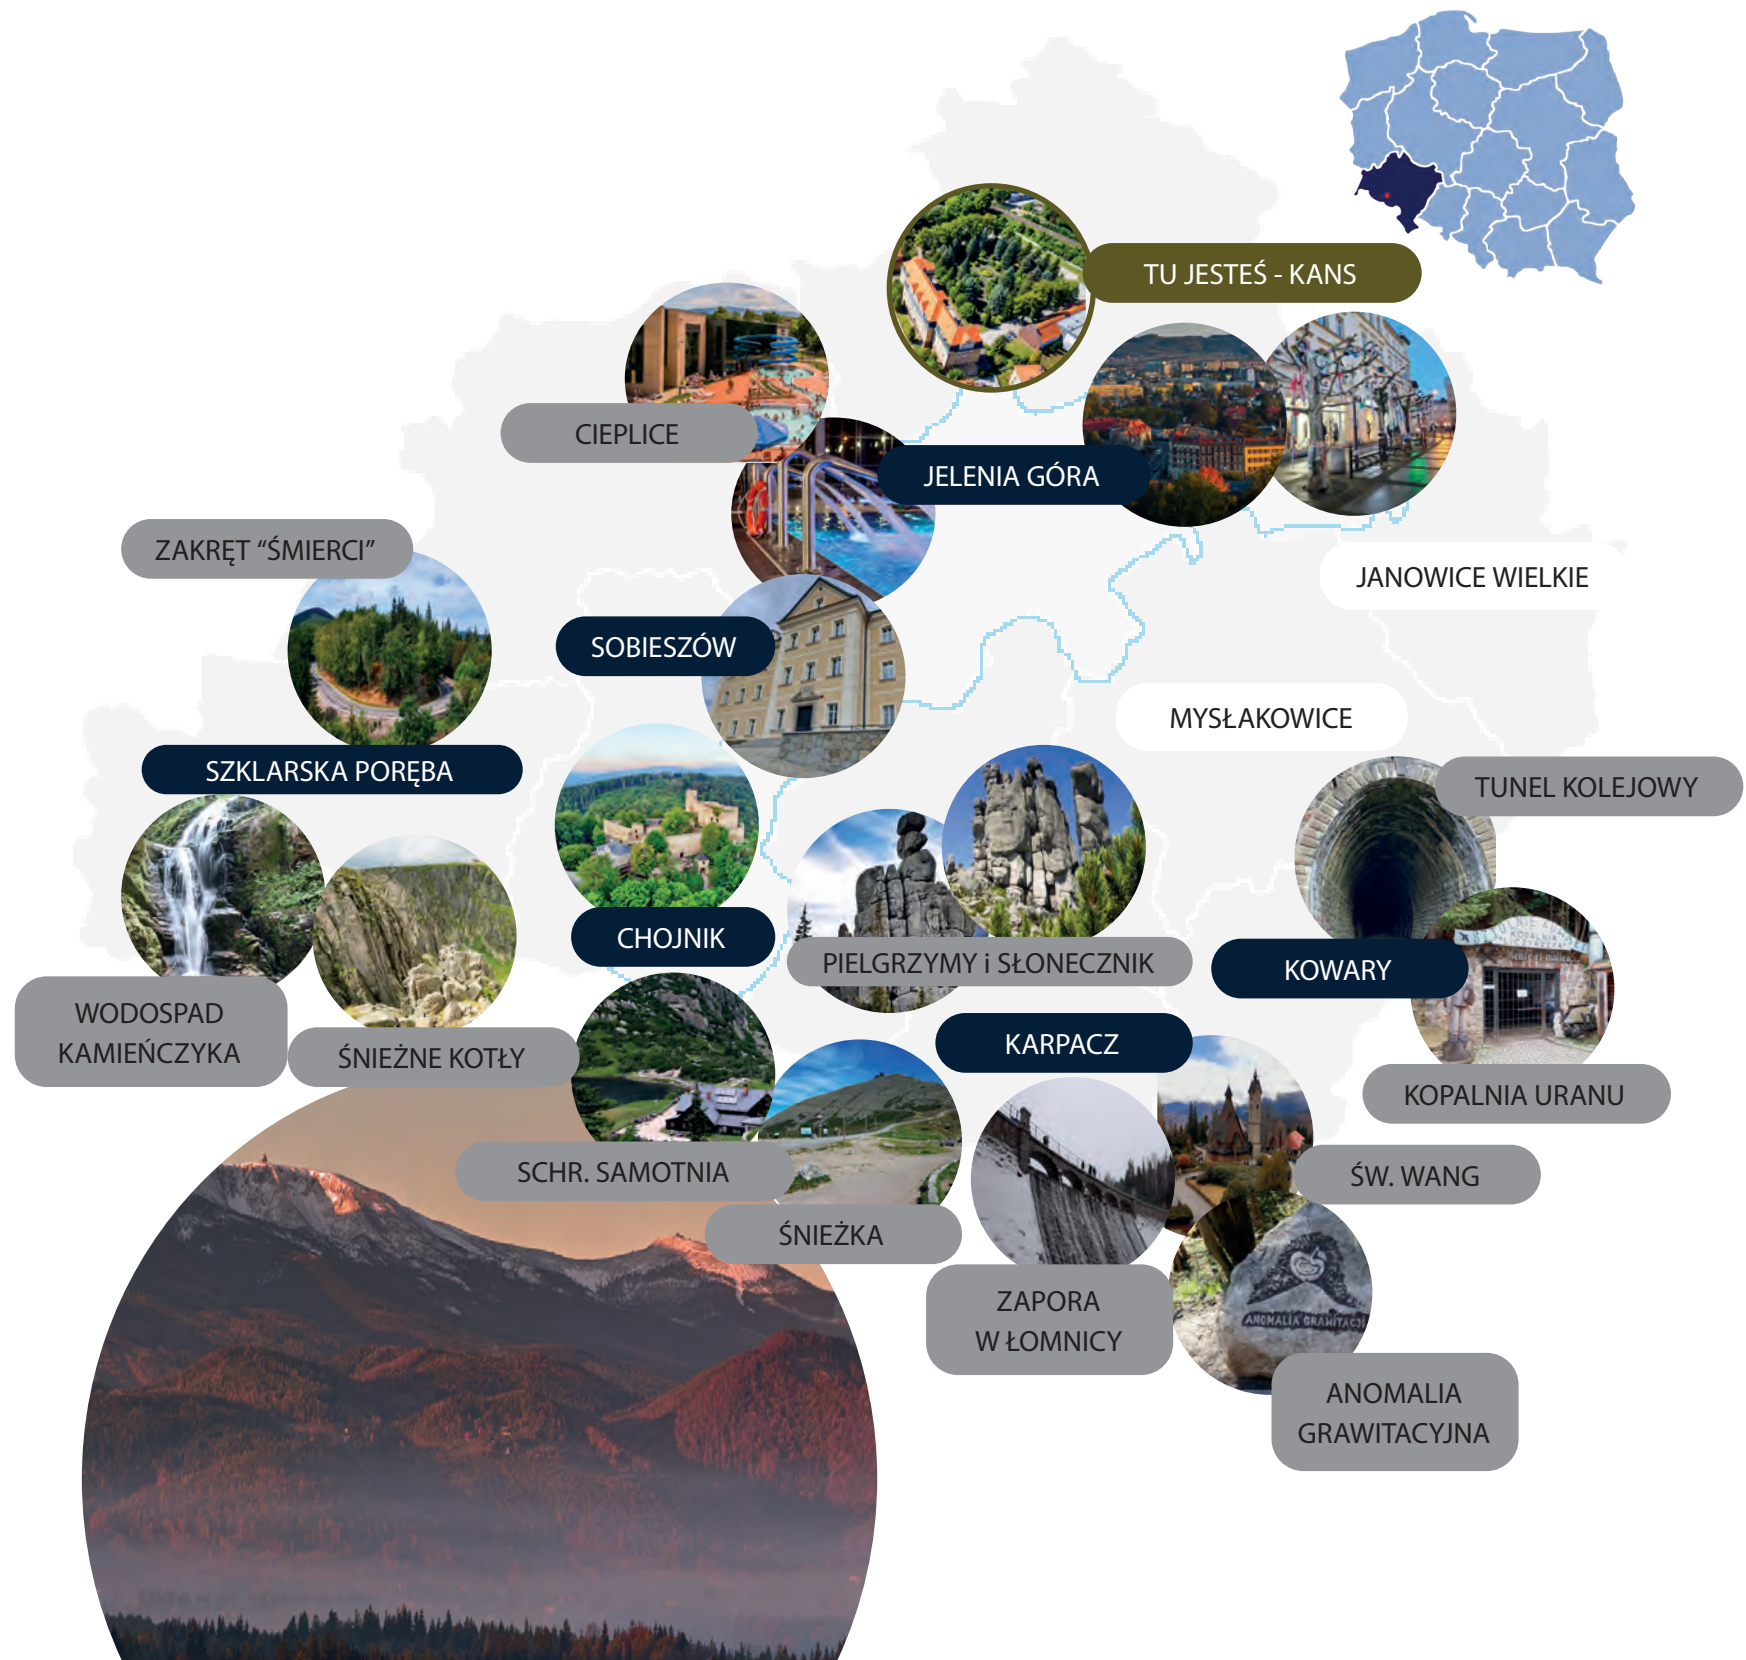 TU JESTEŚ - KANS
CIEPLICE
JELENIA GÓRA
ZAKRĘT “ŚMIERCI”
JANOWICE WIELKIE
SOBIESZÓW
MYSŁAKOWICE
SZKLARSKA PORĘBA
TUNEL KOLEJOWY
CHOJNIK
PIELGRZYMY i SŁONECZNIK
KOWARY
WODOSPAD
KAMIEŃCZYKA
ŚNIEŻNE KOTŁY
KARPACZ
KOPALNIA URANU
SCHR. SAMOTNIA
ŚW. WANG
ŚNIEŻKA
ZAPORA
W ŁOMNICY
ANOMALIA GRAWITACJI
ANOMALIA
GRAWITACYJNA